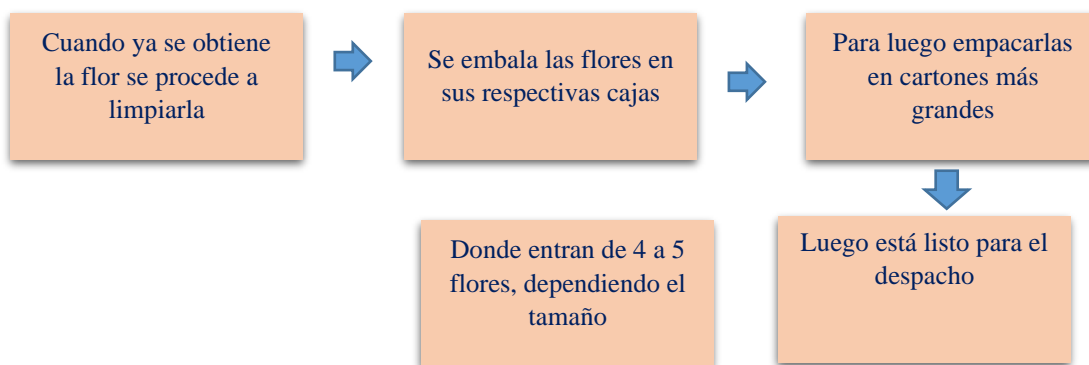 Cuando ya se obtiene
la flor se procede a
limpiarla
Se embala las flores en
sus respectivas cajas
Para luego empacarlas
en cartones más
grandes
Donde entran de 4 a 5
flores, dependiendo el
tamaño
Luego está listo para el
despacho